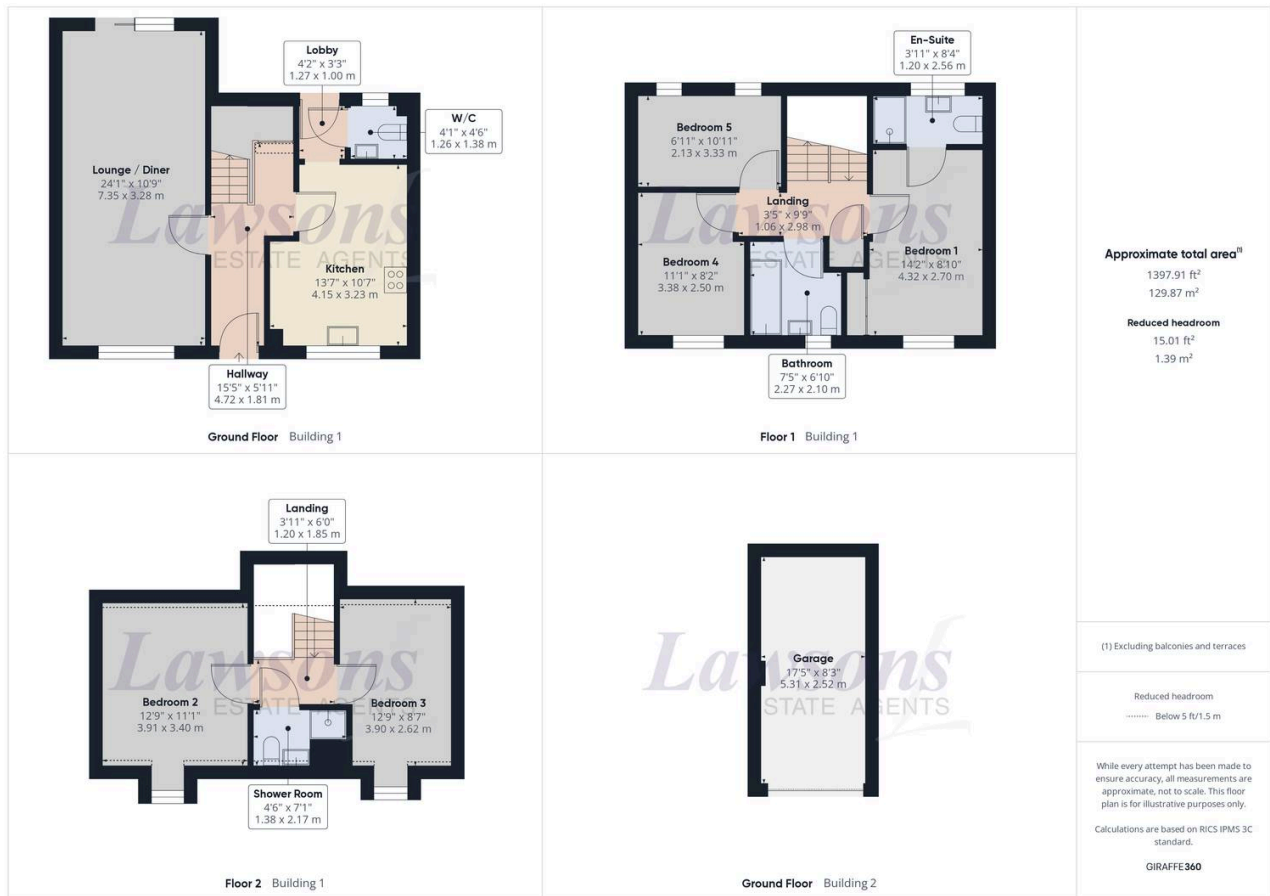 Lobby
4'2" x 3'3"
1.27 x 1.00 m
W/C
4'1" x 4'6"
1.26 x 1.38 m
Lounge / Diner
24'1" x 10'9"
7.35 x 3.28 m
Lawsons
ESTATE AGENTS
Kitchen
13'7" x 10'7"
4.15 x 3.23 m
Hallway
15'5" x 5'11"
4.72 x 1.81 m
Ground Floor Building 1
En-Suite
3'11" x 8'4"
1.20 x 2.56 m
Bedroom 5
6'11" x 10'11"
2.13 x 3.33 m
Landing
3'5" x 9'9"
1.06 x 2.98 m
Lawsons
ESTATE AGENTS
Bedroom 4
11'1" x 8'2"
3.38 x 2.50 m
Bedroom 1
14'2" x 8'10"
4.32 x 2.70 m
Bathroom
7'5" x 6'10"
2.27 x 2.10 m
Floor 1 Building 1
Landing
3'11" x 6'0"
1.20 x 1.85 m
Lawsons
ESTATE AGENTS
Bedroom 2
12'9" x 11'1"
3.91 x 3.40 m
Bedroom 3
12'9" x 8'7"
3.90 x 2.62 m
Shower Room
4'6" x 7'1"
1.38 x 2.17 m
Floor 2 Building 1
Lawsons
ESTATE AGENTS
Garage
17'5" x 8'3"
5.31 x 2.52 m
Ground Floor Building 2
Approximate total area(1)
1397.91 ft²
129.87 m²
Reduced headroom
15.01 ft²
1.39 m²
(1) Excluding balconies and terraces
Reduced headroom
Below 5 ft/1.5 m
While every attempt has been made to
ensure accuracy, all measurements are
approximate, not to scale. This floor
plan is for illustrative purposes only.
Calculations are based on RICS IPMS 3C
standard.
GIRAFFE360